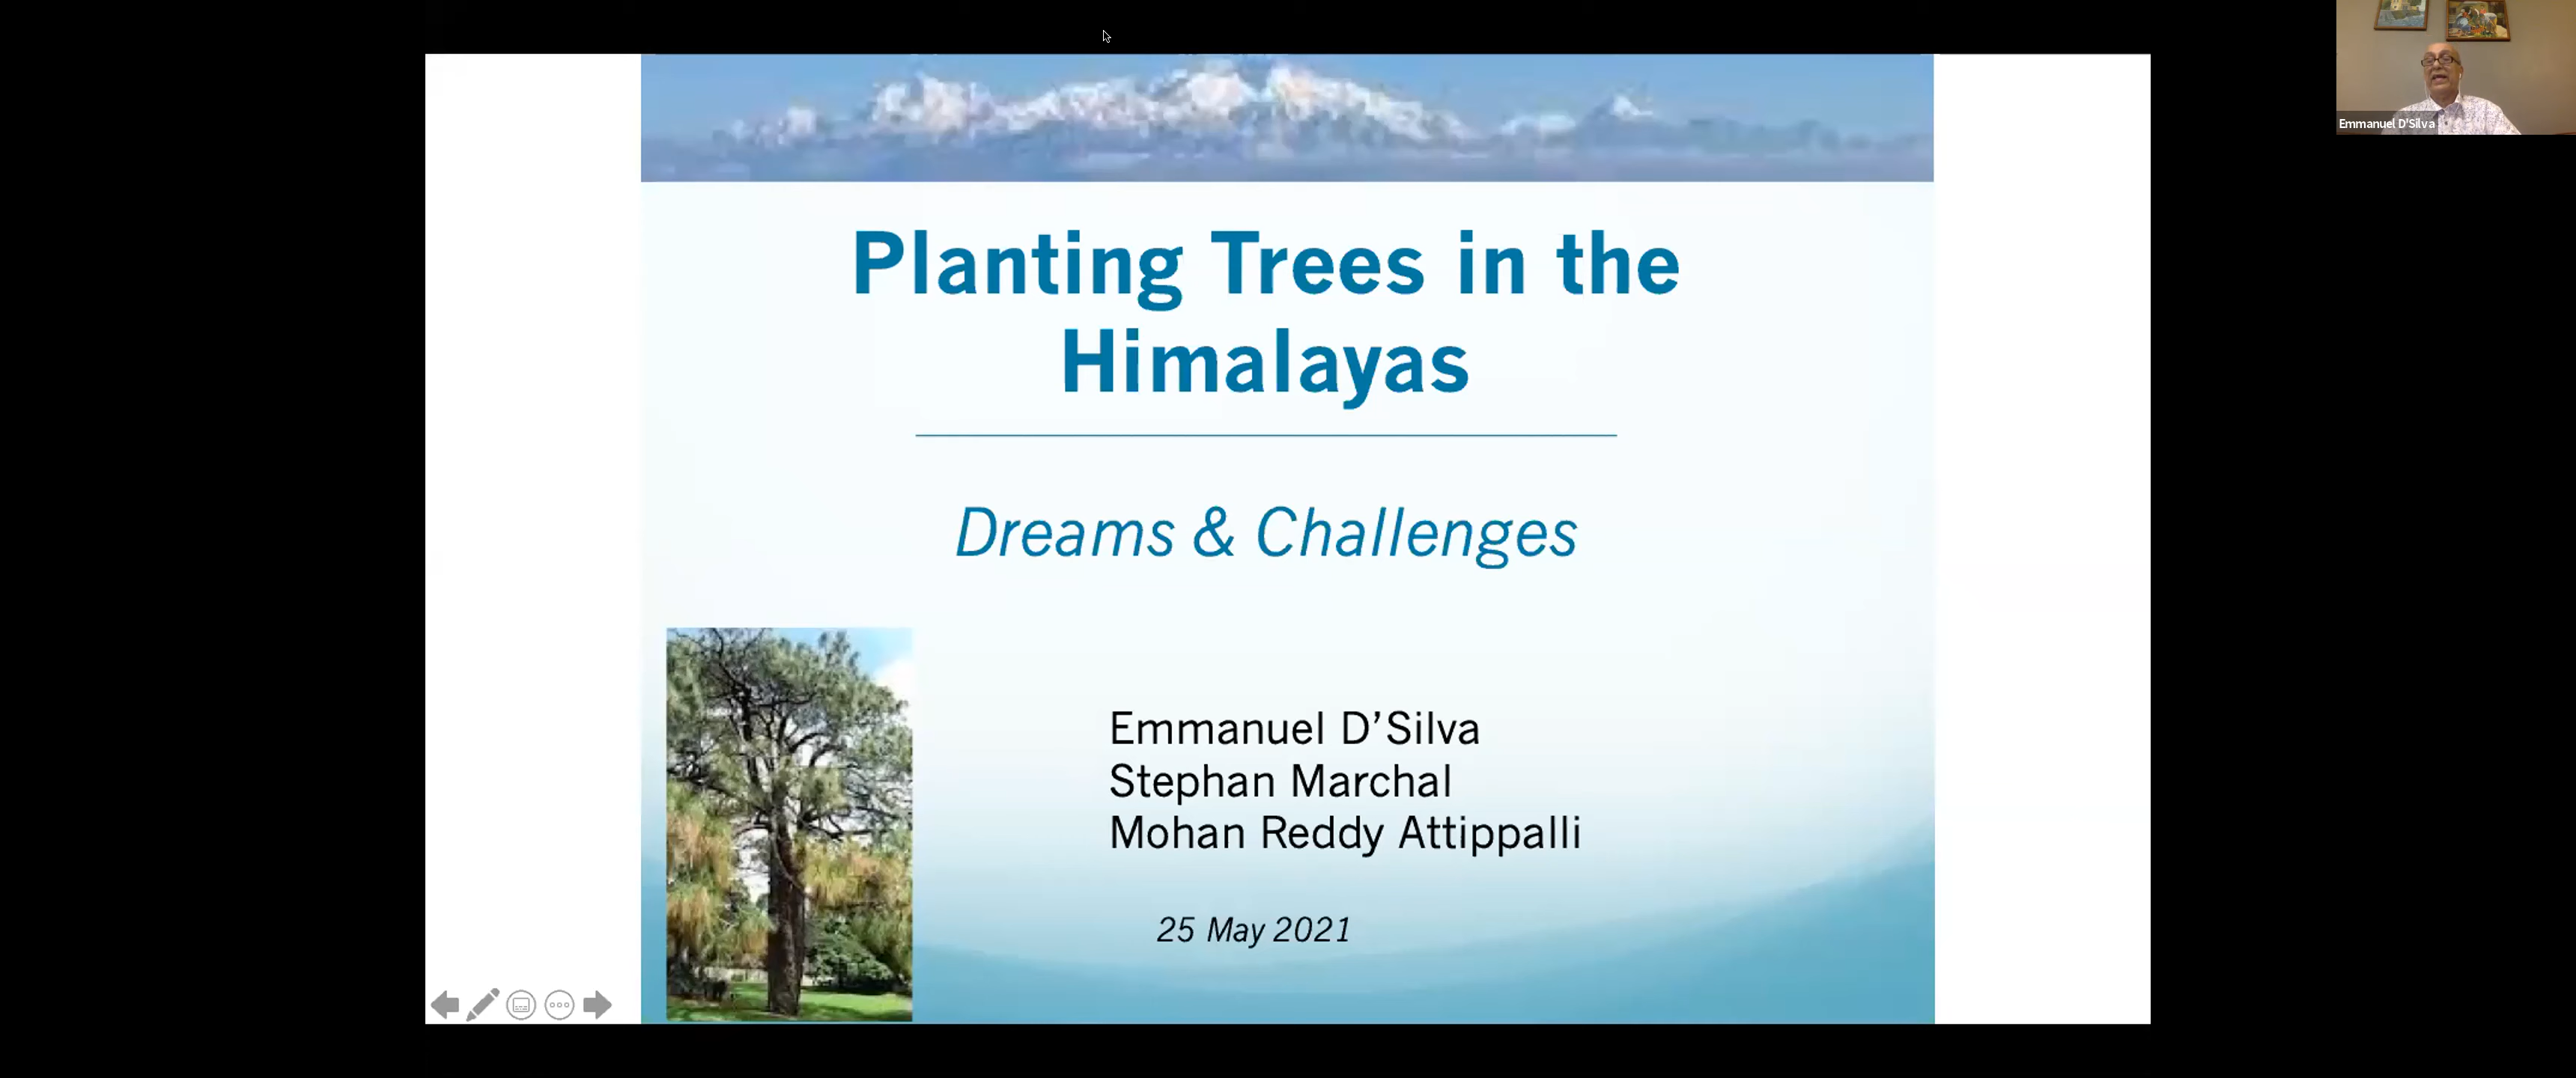 Planting Trees in the
Himalayas
Dreams & Challenges
Emmanuel D'Silva
Stephan Marchal
Mohan Reddy Attippalli
25 May 2021
Emmanuel D'Silva